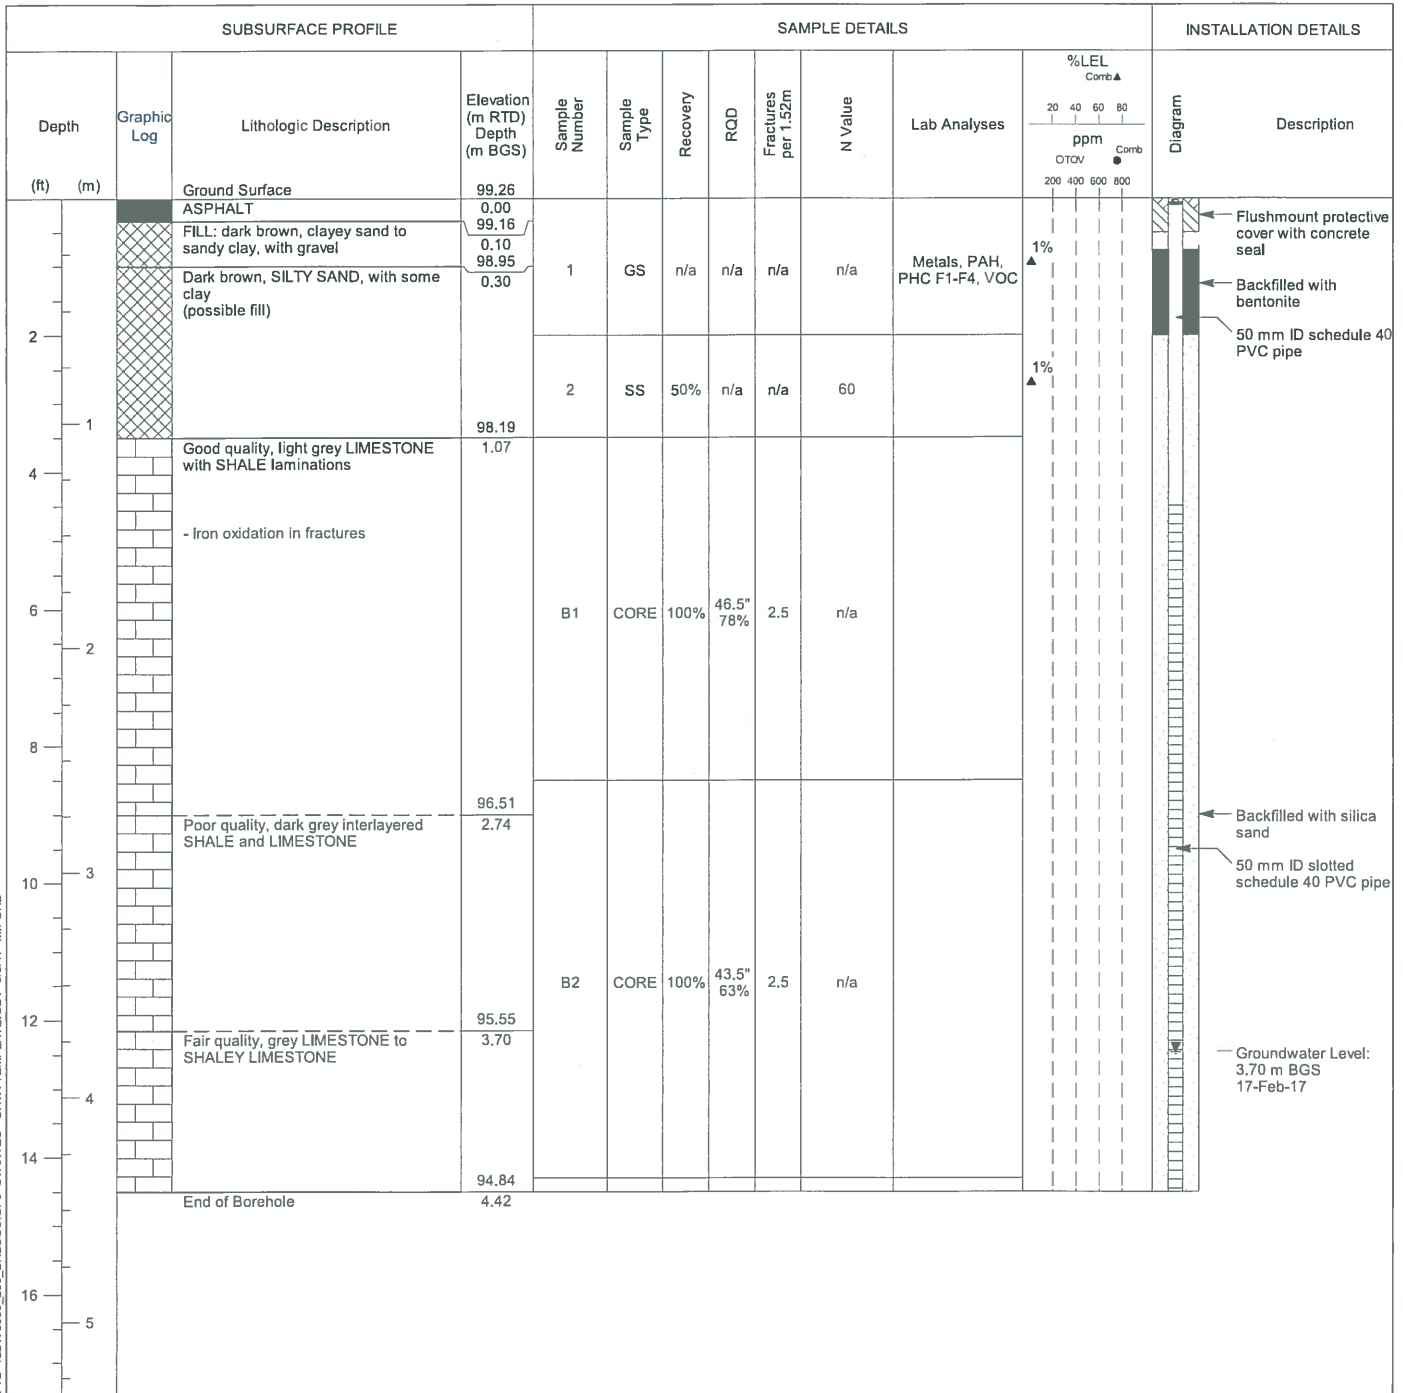 SUBSURFACE PROFILE
SAMPLE DETAILS
INSTALLATION DETAILS
Depth
(ft) (m)
Graphic
Log
Lithologic Description
Elevation
(m RTD)
Depth
(m BGS)
Sample
Number
Sample
Type
Recovery
RQD
Fractures
per 1.52m
N Value
Lab Analyses
%LEL
Comb▲
20 40 60 80
ppm
Comb
○TOV ●
200 400 600 800
Diagram
Description
Ground Surface
99.26
ASPHALT
0.00
99.16
FILL: dark brown, clayey sand to
sandy clay, with gravel
0.10
98.95
Dark brown, SILTY SAND, with some
clay
(possible fill)
0.30
98.19
Good quality, light grey LIMESTONE
with SHALE laminations
1.07
- Iron oxidation in fractures
96.51
Poor quality, dark grey interlayered
SHALE and LIMESTONE
2.74
95.55
Fair quality, grey LIMESTONE to
SHALEY LIMESTONE
3.70
94.84
End of Borehole
4.42
1 GS n/a n/a n/a n/a
Metals, PAH,
PHC F1-F4, VOC
1%
2 SS 50% n/a n/a 60
1%
B1 CORE 100% 46.5"
78%
2.5 n/a
B2 CORE 100% 43.5"
63%
2.5 n/a
Flushmount protective
cover with concrete
seal
Backfilled with
bentonite
50 mm ID schedule 40
PVC pipe
Backfilled with silica
sand
50 mm ID slotted
schedule 40 PVC pipe
Groundwater Level:
3.70 m BGS
17-Feb-17
2
1
4
6
2
8
3
10
12
4
14
16
5